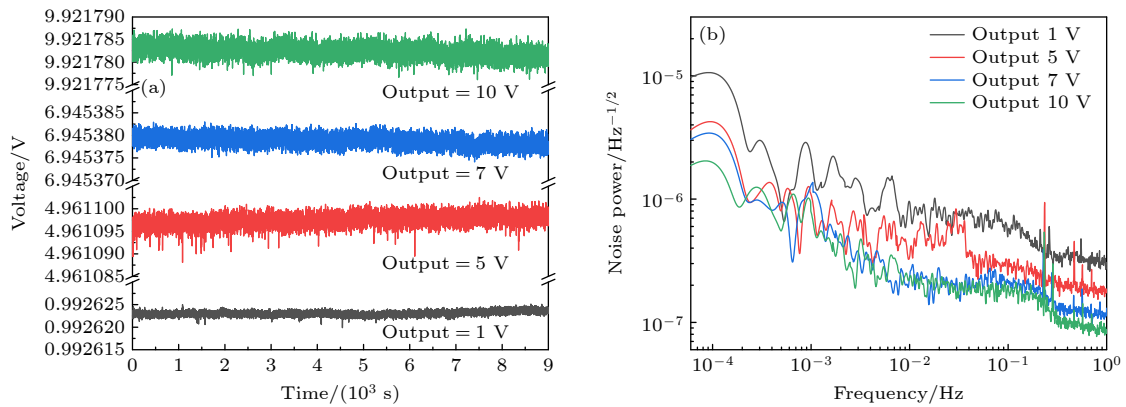 (a)
Voltage/V
9.921790
9.921785
9.921780
9.921775
Output = 10 V
6.945385
6.945380
6.945375
6.945370
Output = 7 V
4.961100
4.961095
4.961090
4.961085
Output = 5 V
0.992625
0.992620
0.992615
Output = 1 V
0 1 2 3 4 5 6 7 8 9
Time/(10³ s)
(b)
Output 1 V
Output 5 V
Output 7 V
Output 10 V
Noise power/Hz⁻¹/²
10⁻⁵
10⁻⁶
10⁻⁷
10⁻⁴ 10⁻³ 10⁻² 10⁻¹ 10⁰
Frequency/Hz